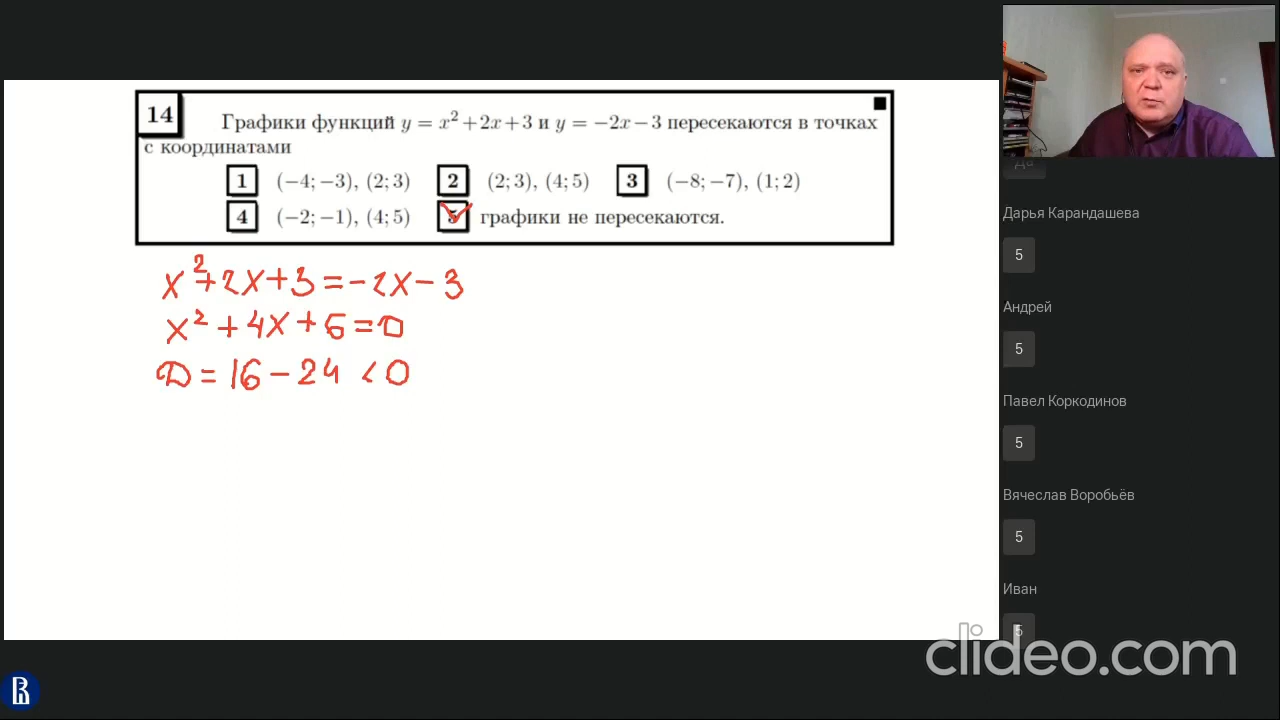 14
Графики функций y = x² + 2x + 3 и y = −2x − 3 пересекаются в точках
с координатами
1 (−4; −3), (2; 3) 2 (2; 3), (4; 5) 3 (−8; −7), (1; 2)
4 (−2; −1), (4; 5) 5 графики не пересекаются.
x² + 2x + 3 = −2x − 3
x² + 4x + 6 = 0
D = 16 − 24 < 0
Да
Дарья Карандашева
5
Андрей
5
Павел Коркодинов
5
Вячеслав Воробьёв
5
Иван
5
clideo.com